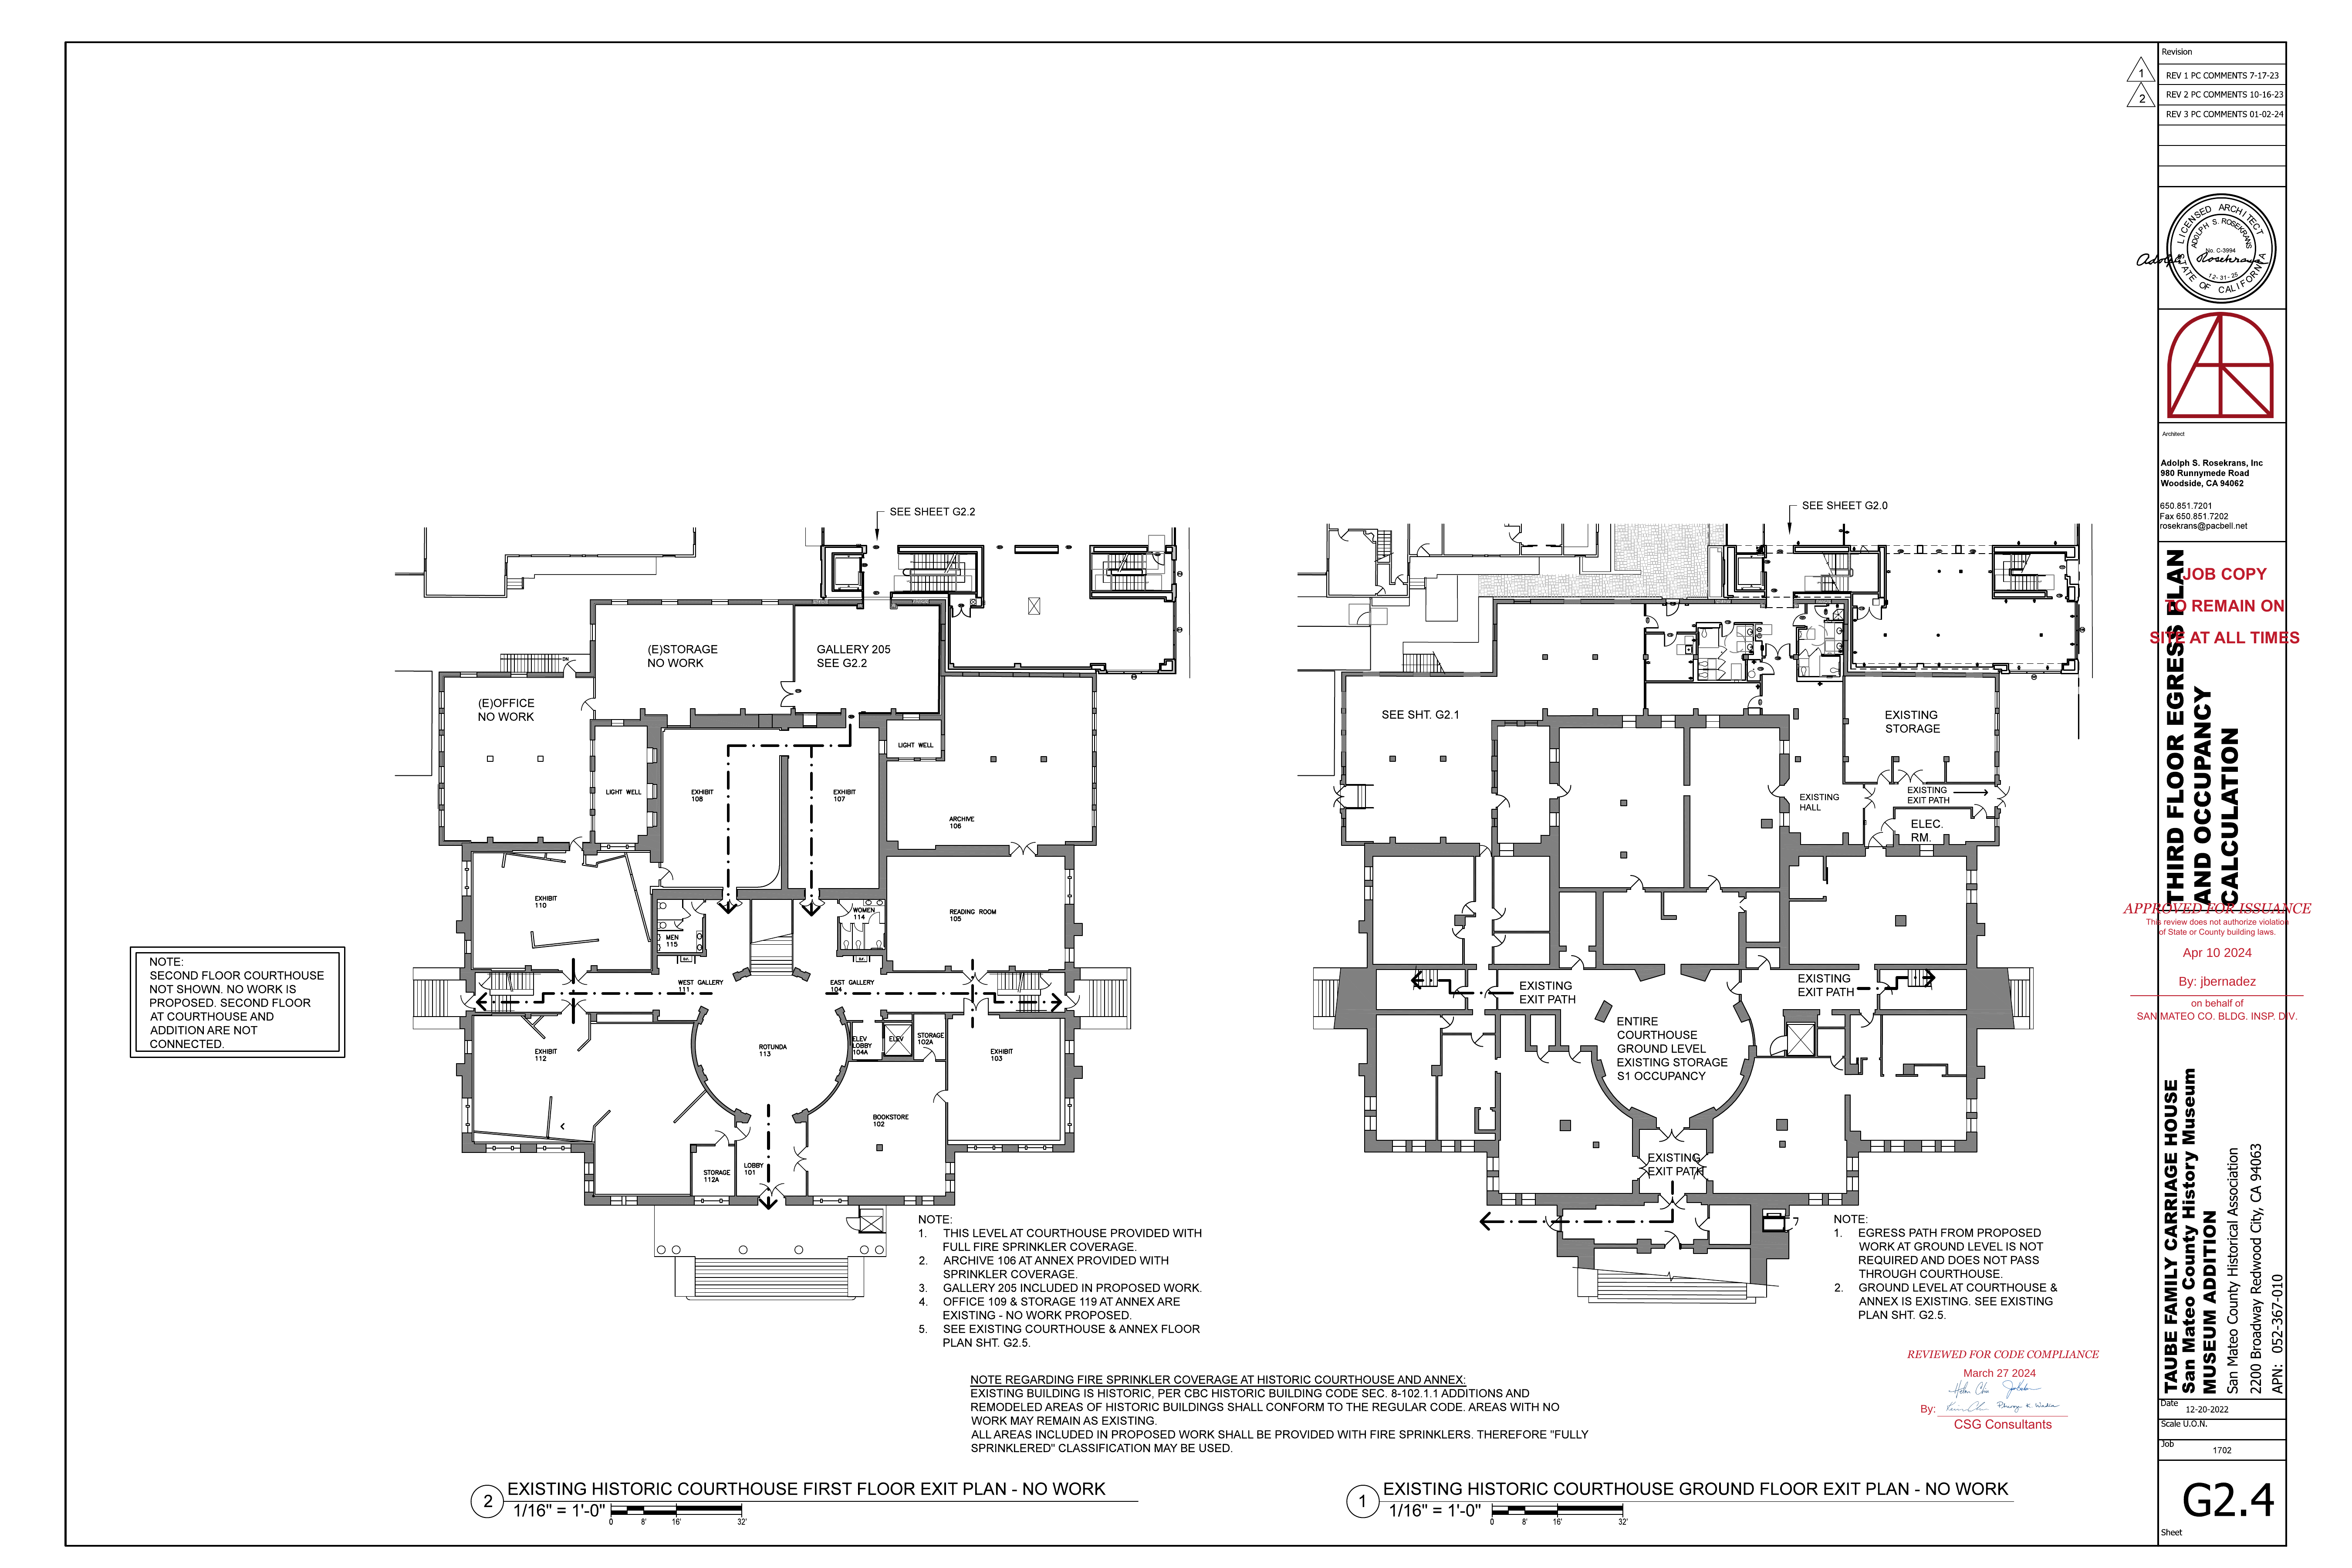 SEE SHEET G2.2
(E)STORAGE
NO WORK
GALLERY 205
SEE G2.2
DN
(E)OFFICE
NO WORK
LIGHT WELL
LIGHT WELL
EXHIBIT
108
EXHIBIT
107
ARCHIVE
106
EXHIBIT
110
MEN
115
WOMEN
114
READING ROOM
105
WEST GALLERY
111
EAST GALLERY
104
EXHIBIT
112
ROTUNDA
113
ELEV
LOBBY
104A
ELEV
STORAGE
102A
EXHIBIT
103
BOOKSTORE
102
STORAGE
112A
LOBBY
101
NOTE:
SECOND FLOOR COURTHOUSE
NOT SHOWN. NO WORK IS
PROPOSED. SECOND FLOOR
AT COURTHOUSE AND
ADDITION ARE NOT
CONNECTED.
NOTE:
1. THIS LEVEL AT COURTHOUSE PROVIDED WITH
FULL FIRE SPRINKLER COVERAGE.
2. ARCHIVE 106 AT ANNEX PROVIDED WITH
SPRINKLER COVERAGE.
3. GALLERY 205 INCLUDED IN PROPOSED WORK.
4. OFFICE 109 & STORAGE 119 AT ANNEX ARE
EXISTING - NO WORK PROPOSED.
5. SEE EXISTING COURTHOUSE & ANNEX FLOOR
PLAN SHT. G2.5.
SEE SHEET G2.0
SEE SHT. G2.1
EXISTING
STORAGE
EXISTING
HALL
EXISTING
EXIT PATH
ELEC.
RM.
EXISTING
EXIT PATH
EXISTING
EXIT PATH
ENTIRE
COURTHOUSE
GROUND LEVEL
EXISTING STORAGE
S1 OCCUPANCY
EXISTING
EXIT PATH
NOTE:
1. EGRESS PATH FROM PROPOSED
WORK AT GROUND LEVEL IS NOT
REQUIRED AND DOES NOT PASS
THROUGH COURTHOUSE.
2. GROUND LEVEL AT COURTHOUSE &
ANNEX IS EXISTING. SEE EXISTING
PLAN SHT. G2.5.
NOTE REGARDING FIRE SPRINKLER COVERAGE AT HISTORIC COURTHOUSE AND ANNEX:
EXISTING BUILDING IS HISTORIC, PER CBC HISTORIC BUILDING CODE SEC. 8-102.1.1 ADDITIONS AND
REMODELED AREAS OF HISTORIC BUILDINGS SHALL CONFORM TO THE REGULAR CODE. AREAS WITH NO
WORK MAY REMAIN AS EXISTING.
ALL AREAS INCLUDED IN PROPOSED WORK SHALL BE PROVIDED WITH FIRE SPRINKLERS. THEREFORE "FULLY
SPRINKLERED" CLASSIFICATION MAY BE USED.
REVIEWED FOR CODE COMPLIANCE
March 27 2024
By:
CSG Consultants
2 EXISTING HISTORIC COURTHOUSE FIRST FLOOR EXIT PLAN - NO WORK
1/16" = 1'-0"
0 8' 16' 32'
1 EXISTING HISTORIC COURTHOUSE GROUND FLOOR EXIT PLAN - NO WORK
1/16" = 1'-0"
0 8' 16' 32'
Revision
1
REV 1 PC COMMENTS 7-17-23
2
REV 2 PC COMMENTS 10-16-23
REV 3 PC COMMENTS 01-02-24
LICENSED ARCHITECT
ADOLPH S. ROSEKRANS
No. C-3994
Adolph Rosekrans
12-31-25
STATE OF CALIFORNIA
Architect
Adolph S. Rosekrans, Inc
980 Runnymede Road
Woodside, CA 94062
650.851.7201
Fax 650.851.7202
rosekrans@pacbell.net
THIRD FLOOR EGRESS PLAN
AND OCCUPANCY
CALCULATION
JOB COPY
TO REMAIN ON
SITE AT ALL TIMES
APPROVED FOR ISSUANCE
This review does not authorize violation
of State or County building laws.
Apr 10 2024
By: jbernadez
on behalf of
SAN MATEO CO. BLDG. INSP. DIV.
TAUBE FAMILY CARRIAGE HOUSE
San Mateo County History Museum
MUSEUM ADDITION
San Mateo County Historical Association
2200 Broadway Redwood City, CA 94063
APN: 052-367-010
Date
12-20-2022
Scale U.O.N.
Job
1702
G2.4
Sheet